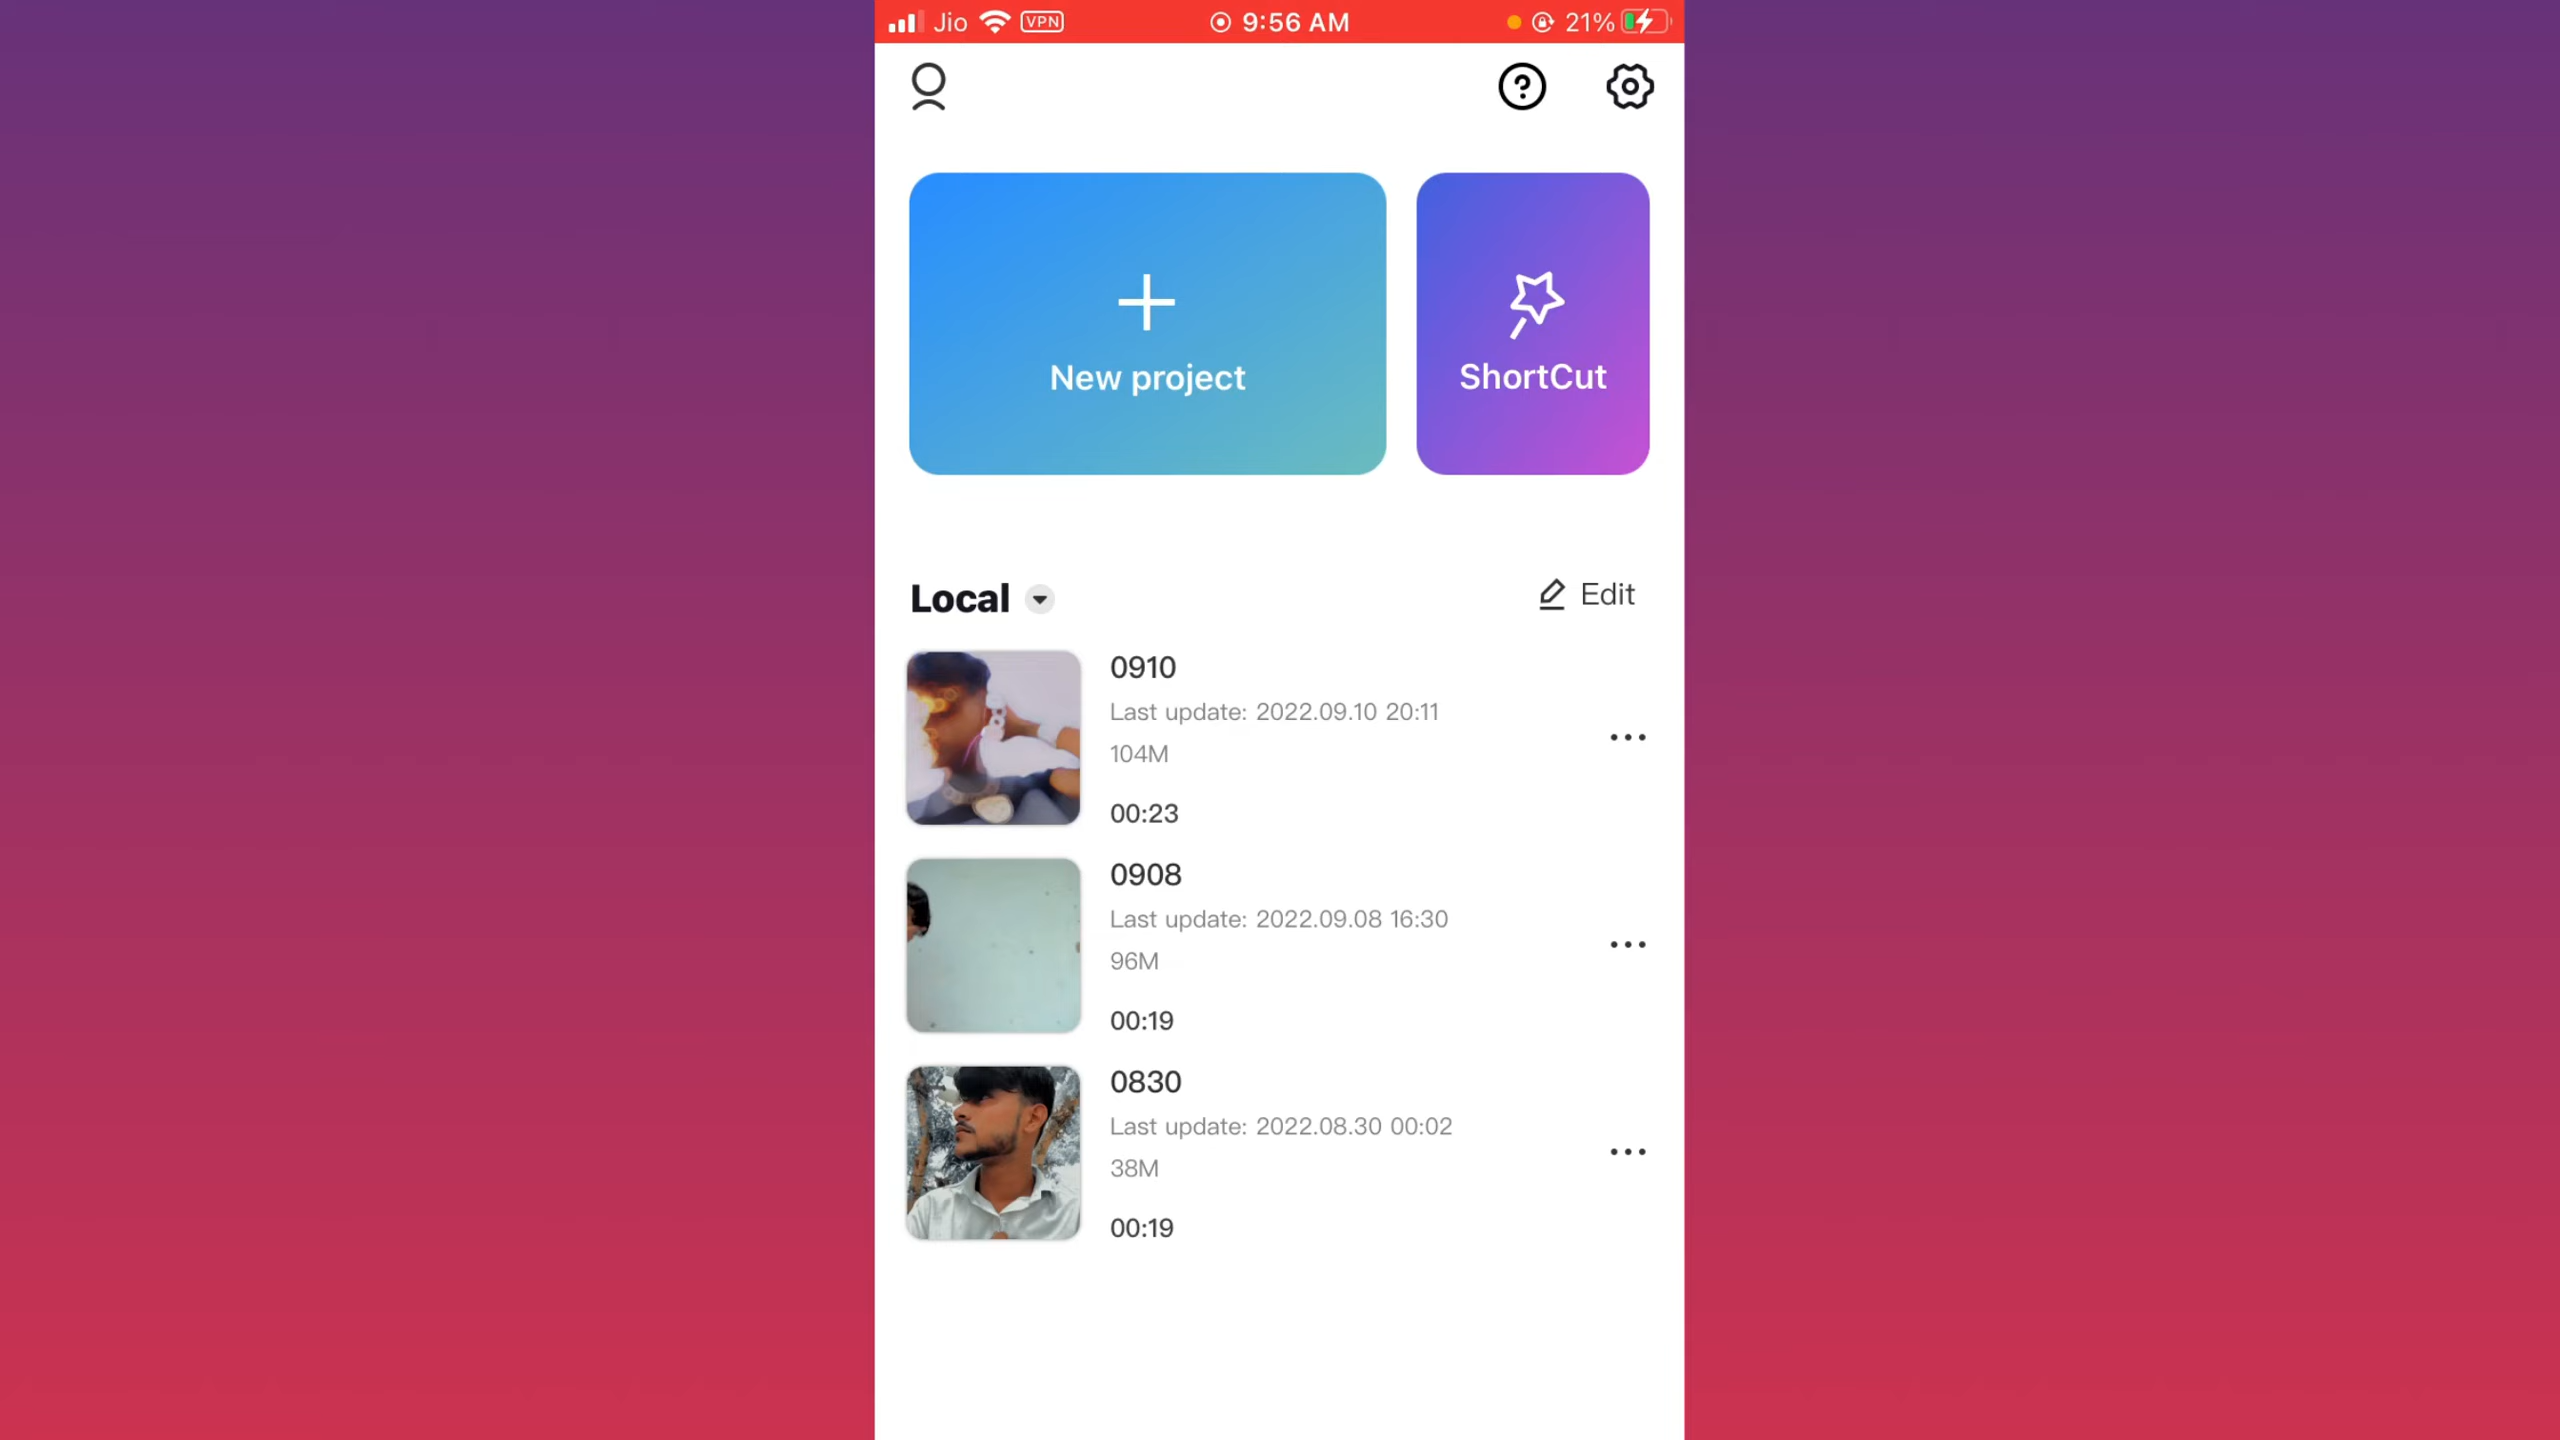 Jio VPN 9:56 AM 21%
New project
ShortCut
Local
Edit
0910
Last update: 2022.09.10 20:11
104M
00:23
0908
Last update: 2022.09.08 16:30
96M
00:19
0830
Last update: 2022.08.30 00:02
38M
00:19